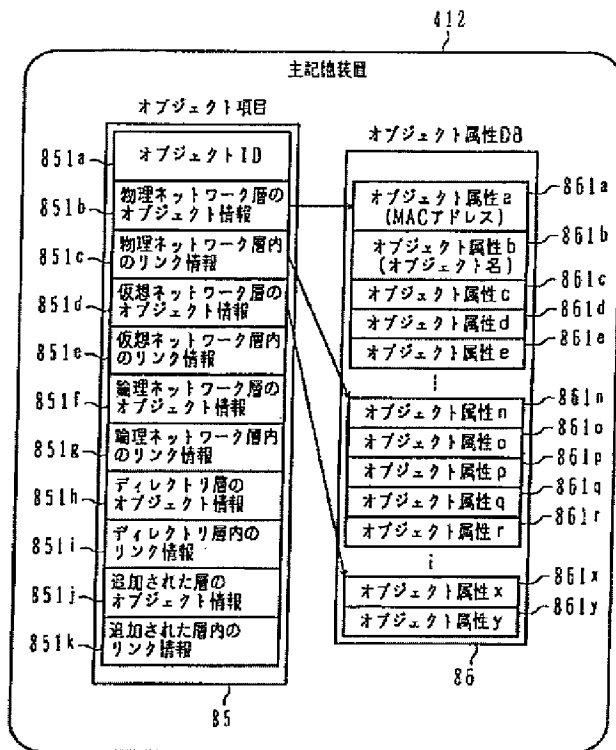 412
主記憶装置
オブジェクト項目
851a オブジェクトID
851b 物理ネットワーク層の
オブジェクト情報
851c 物理ネットワーク層内
のリンク情報
851d 仮想ネットワーク層の
オブジェクト情報
851e 仮想ネットワーク層内
のリンク情報
851f 論理ネットワーク層の
オブジェクト情報
851g 論理ネットワーク層内
のリンク情報
851h ディレクトリ層の
オブジェクト情報
851i ディレクトリ層内の
リンク情報
851j 追加された層の
オブジェクト情報
851k 追加された層内の
リンク情報
85
オブジェクト属性DB
オブジェクト属性a 861a
(MACアドレス)
オブジェクト属性b 861b
(オブジェクト名)
オブジェクト属性c 861c
オブジェクト属性d 861d
オブジェクト属性e 861e
オブジェクト属性n 861n
オブジェクト属性o 861o
オブジェクト属性p 861p
オブジェクト属性q 861q
オブジェクト属性r 861r
オブジェクト属性x 861x
オブジェクト属性y 861y
86